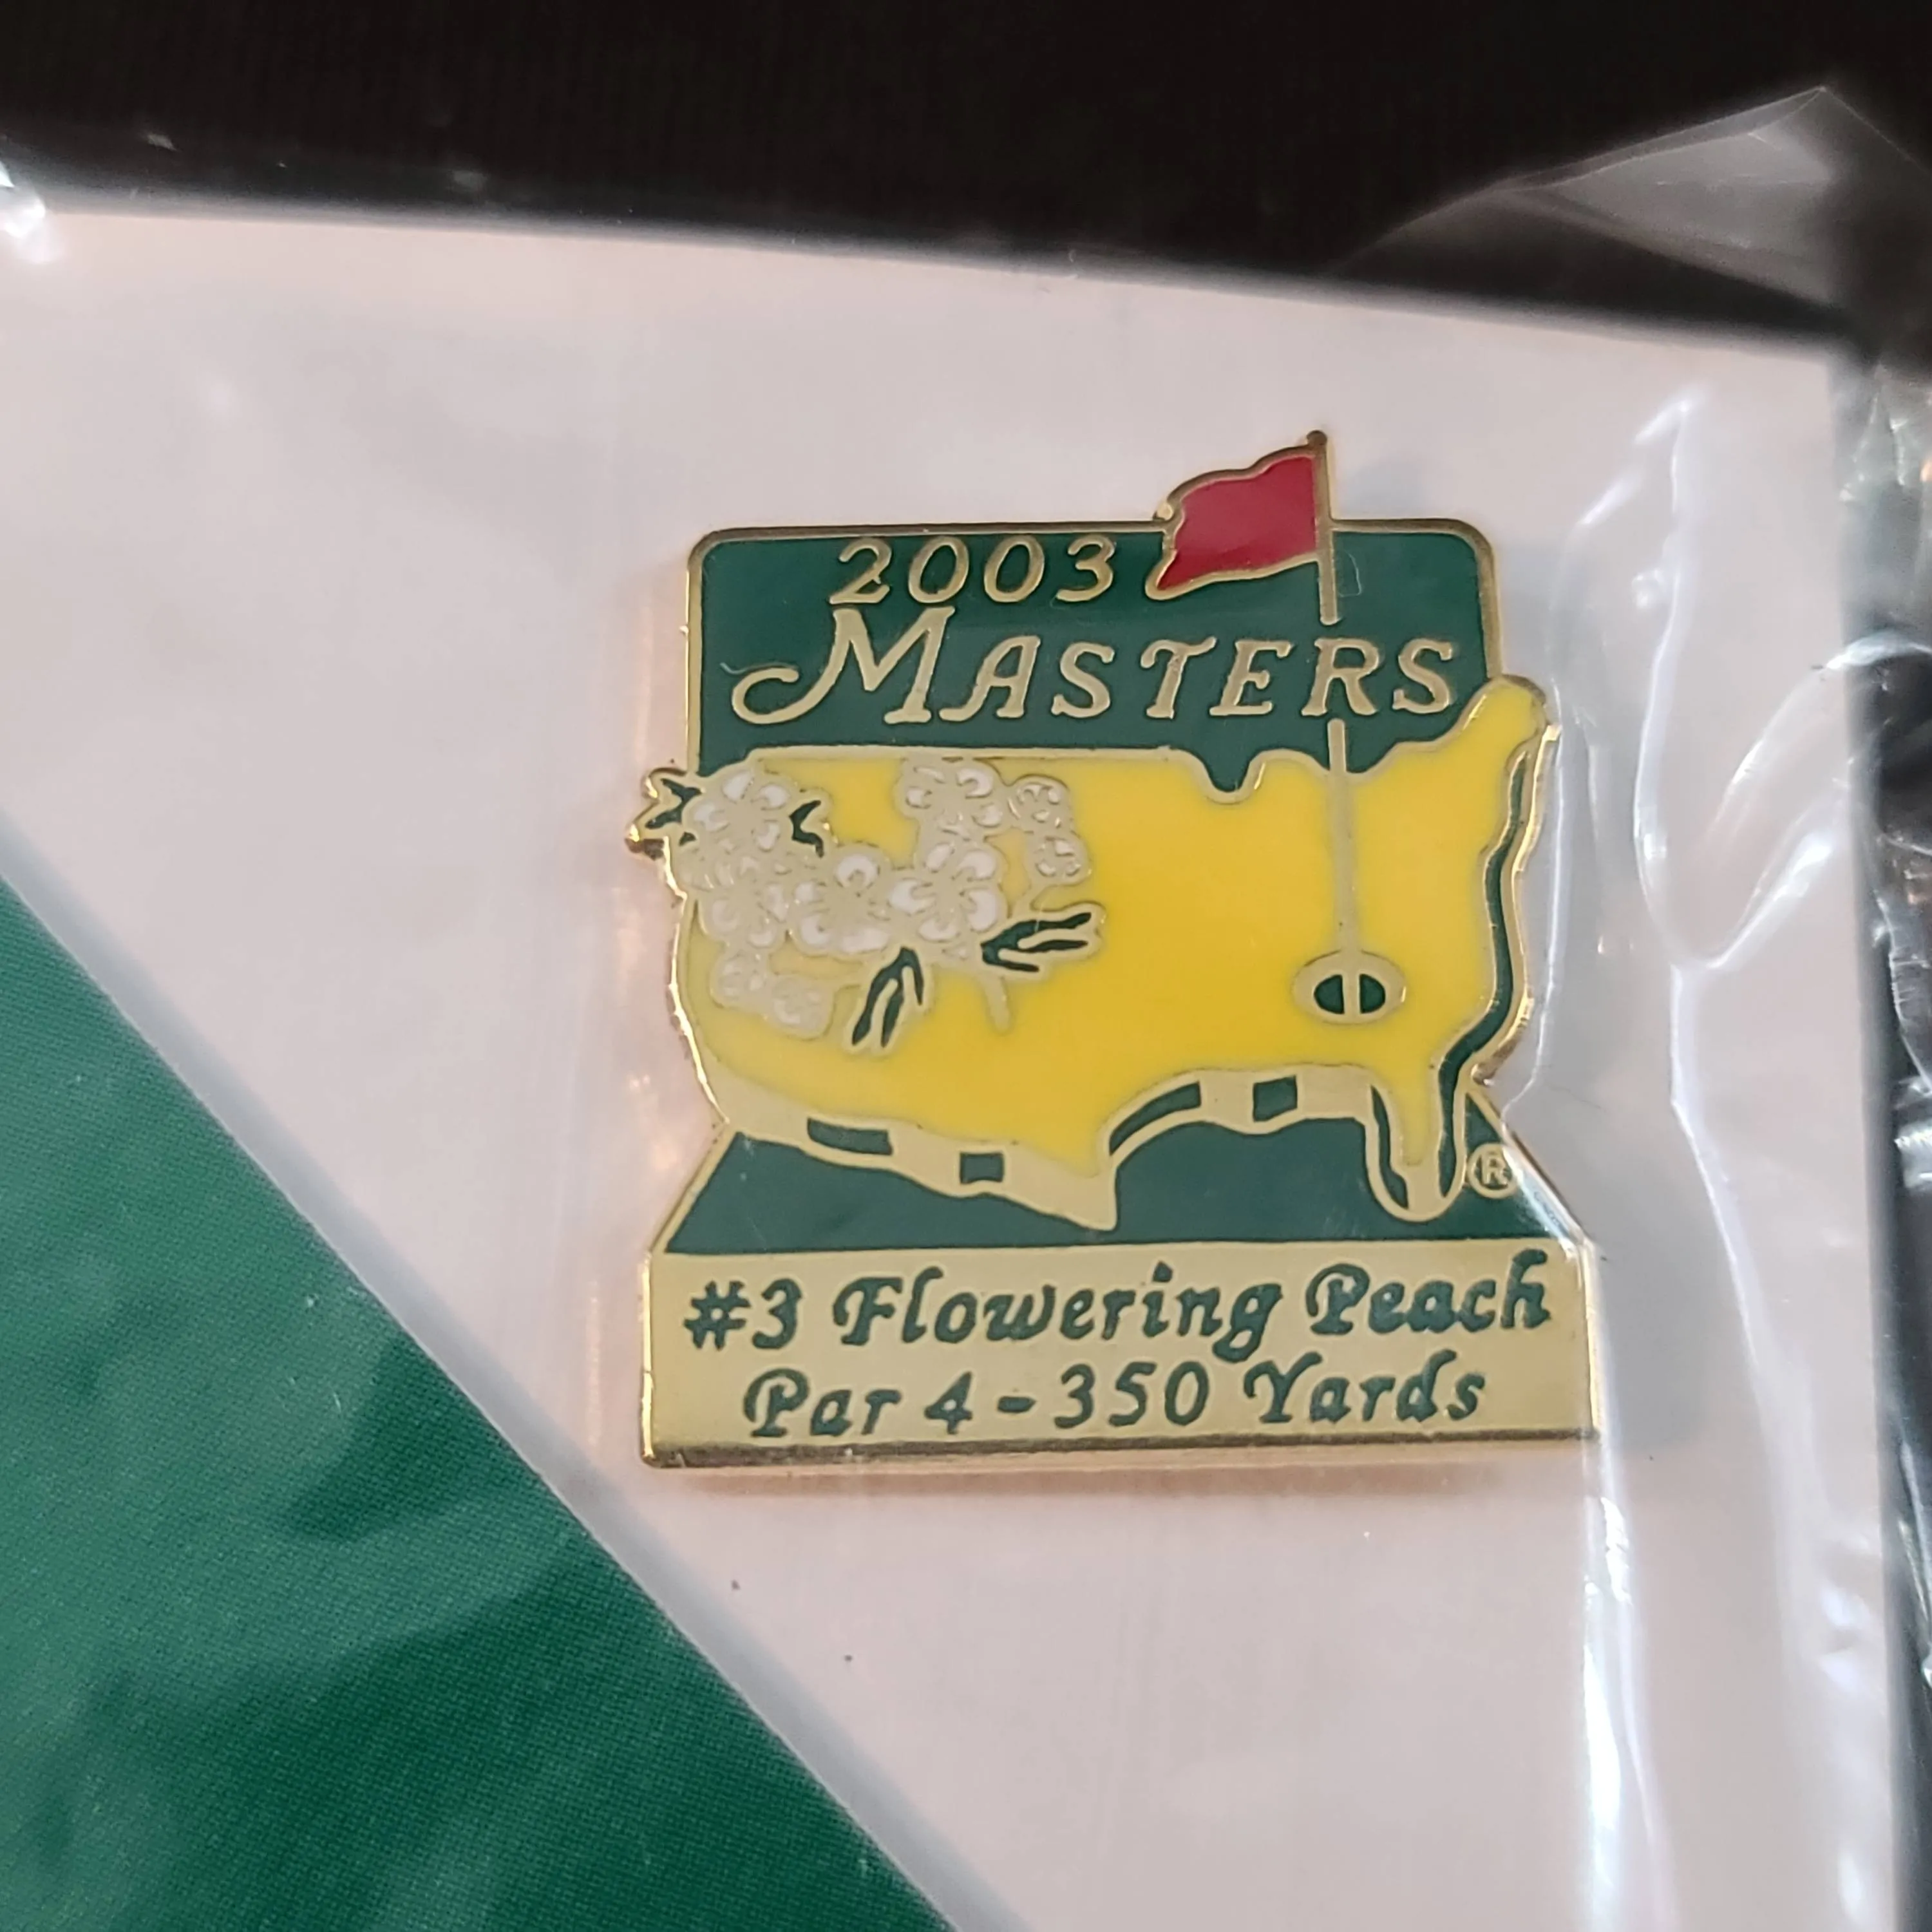 2003
MASTERS
®
#3 Flowering Peach
Par 4 - 350 Yards